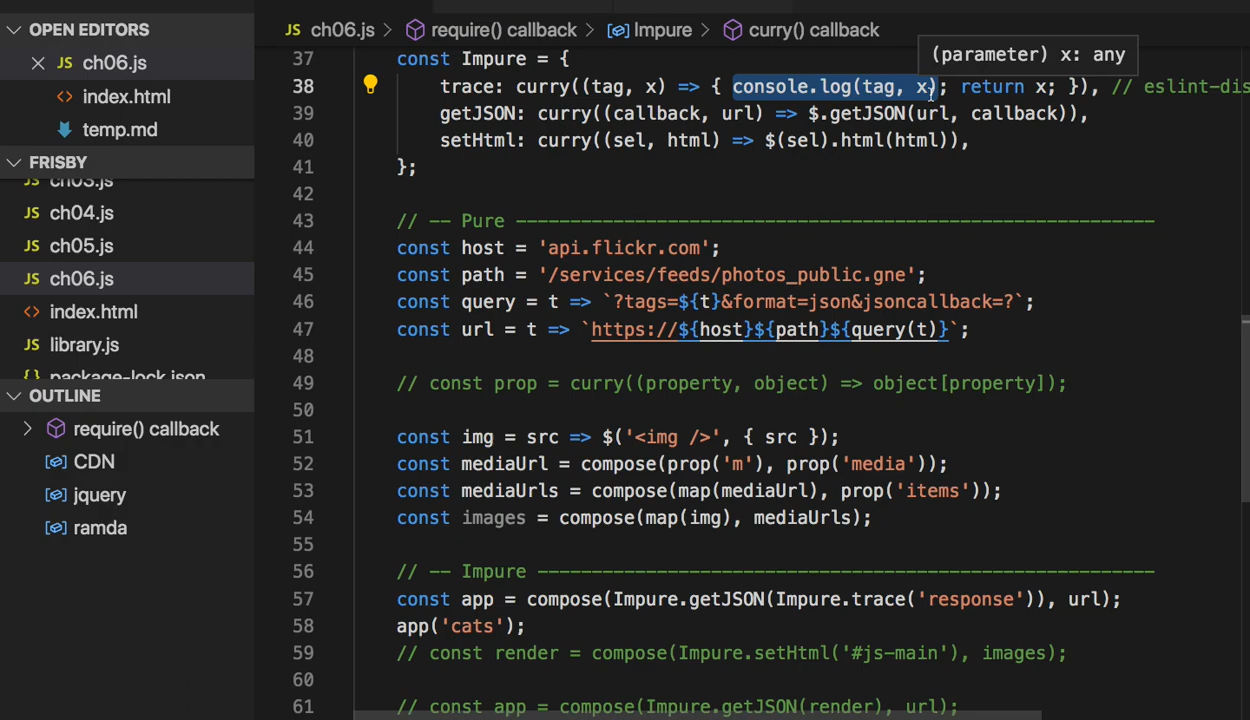 OPEN EDITORS
JS ch06.js
<> index.html
temp.md
FRISBY
JS ch03.js
JS ch04.js
JS ch05.js
JS ch06.js
<> index.html
JS library.js
{} package-lock.json
OUTLINE
require() callback
CDN
jquery
ramda
JS ch06.js > require() callback > Impure > curry() callback
(parameter) x: any
37 const Impure = {
38 trace: curry((tag, x) => { console.log(tag, x); return x; }), // eslint-dis
39 getJSON: curry((callback, url) => $.getJSON(url, callback)),
40 setHtml: curry((sel, html) => $(sel).html(html)),
41 };
42
43 // -- Pure -----------------------------------------------------------
44 const host = 'api.flickr.com';
45 const path = '/services/feeds/photos_public.gne';
46 const query = t => `?tags=${t}&format=json&jsoncallback=?`;
47 const url = t => `https://${host}${path}${query(t)}`;
48
49 // const prop = curry((property, object) => object[property]);
50
51 const img = src => $('<img />', { src });
52 const mediaUrl = compose(prop('m'), prop('media'));
53 const mediaUrls = compose(map(mediaUrl), prop('items'));
54 const images = compose(map(img), mediaUrls);
55
56 // -- Impure ---------------------------------------------------------
57 const app = compose(Impure.getJSON(Impure.trace('response')), url);
58 app('cats');
59 // const render = compose(Impure.setHtml('#js-main'), images);
60
61 // const app = compose(Impure.getJSON(render), url);